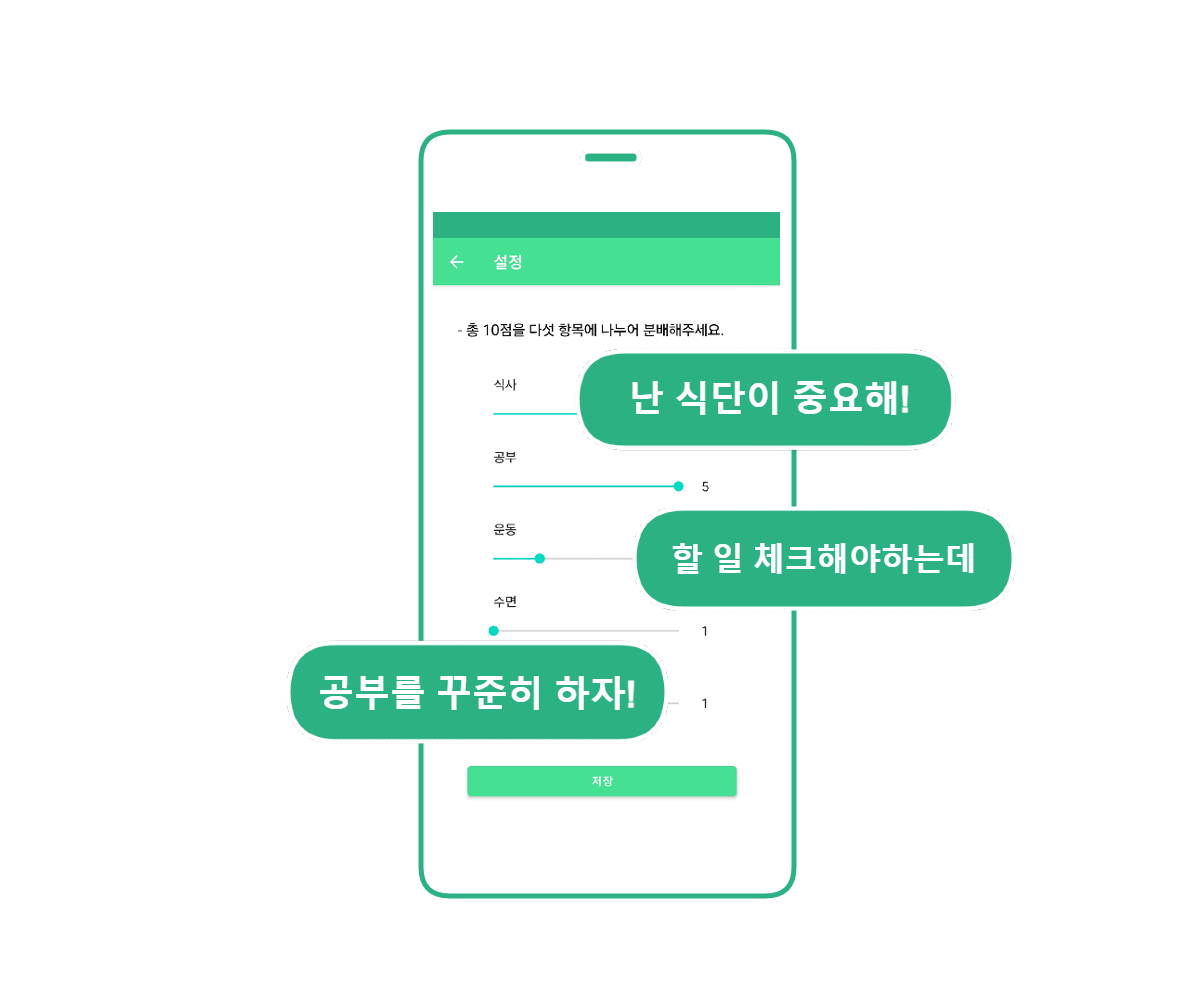 설정
- 총 10점을 다섯 항목에 나누어 분배해주세요.
식사
난 식단이 중요해!
공부
5
운동
할 일 체크해야하는데
수면
1
공부를 꾸준히 하자!
1
저장